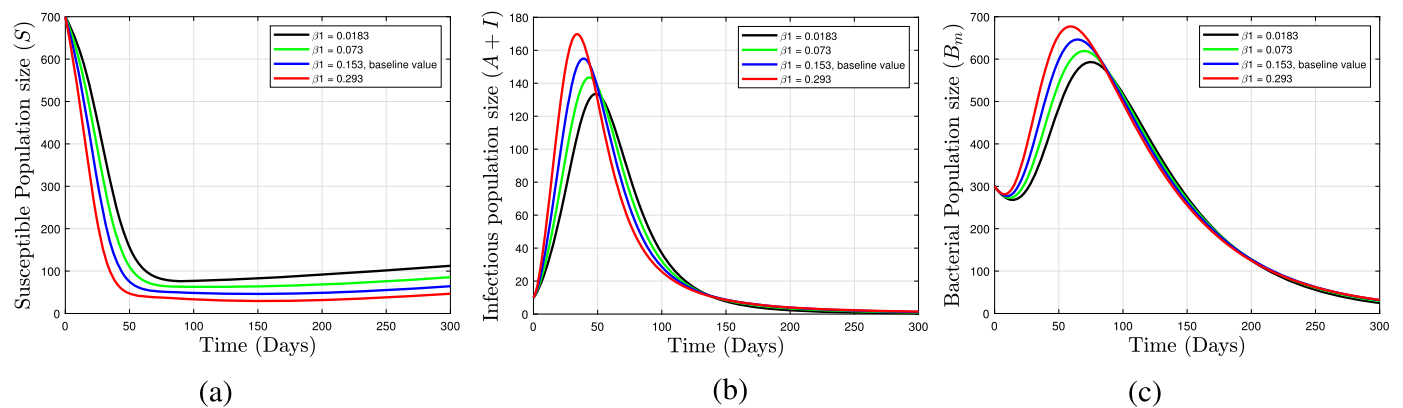 Susceptible Population size (S)
700
600
500
400
300
200
100
0
0 50 100 150 200 250 300
Time (Days)
β1 = 0.0183
β1 = 0.073
β1 = 0.153, baseline value
β1 = 0.293
(a)
Infectious population size (A + I)
180
160
140
120
100
80
60
40
20
0
0 50 100 150 200 250 300
Time (Days)
β1 = 0.0183
β1 = 0.073
β1 = 0.153, baseline value
β1 = 0.293
(b)
Bacterial Population size (Bₘ)
700
600
500
400
300
200
100
0
0 50 100 150 200 250 300
Time (Days)
β1 = 0.0183
β1 = 0.073
β1 = 0.153, baseline value
β1 = 0.293
(c)